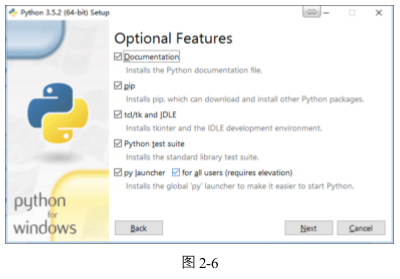 Python 3.5.2 (64-bit) Setup
Optional Features
Documentation
Installs the Python documentation file.
pip
Installs pip, which can download and install other Python packages.
tcl/tk and IDLE
Installs tkinter and the IDLE development environment.
Python test suite
Installs the standard library test suite.
py launcher for all users (requires elevation)
Installs the global 'py' launcher to make it easier to start Python.
python
for
windows
Back Next Cancel
图 2-6